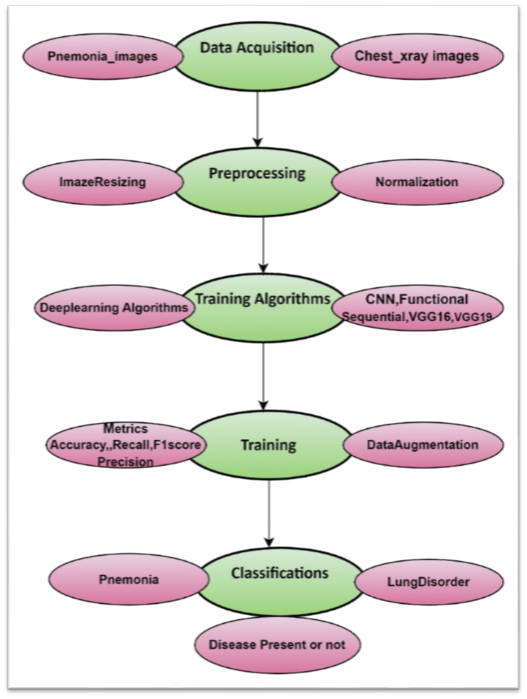 Data Acquisition
Pnemonia_images
Chest_xray images
Preprocessing
ImazeResizing
Normalization
Training Algorithms
Deeplearning Algorithms
CNN,Functional
Sequential,VGG16,VGG19
Training
Metrics
Accuracy,,Recall,F1score
Precision
DataAugmentation
Classifications
Pnemonia
LungDisorder
Disease Present or not